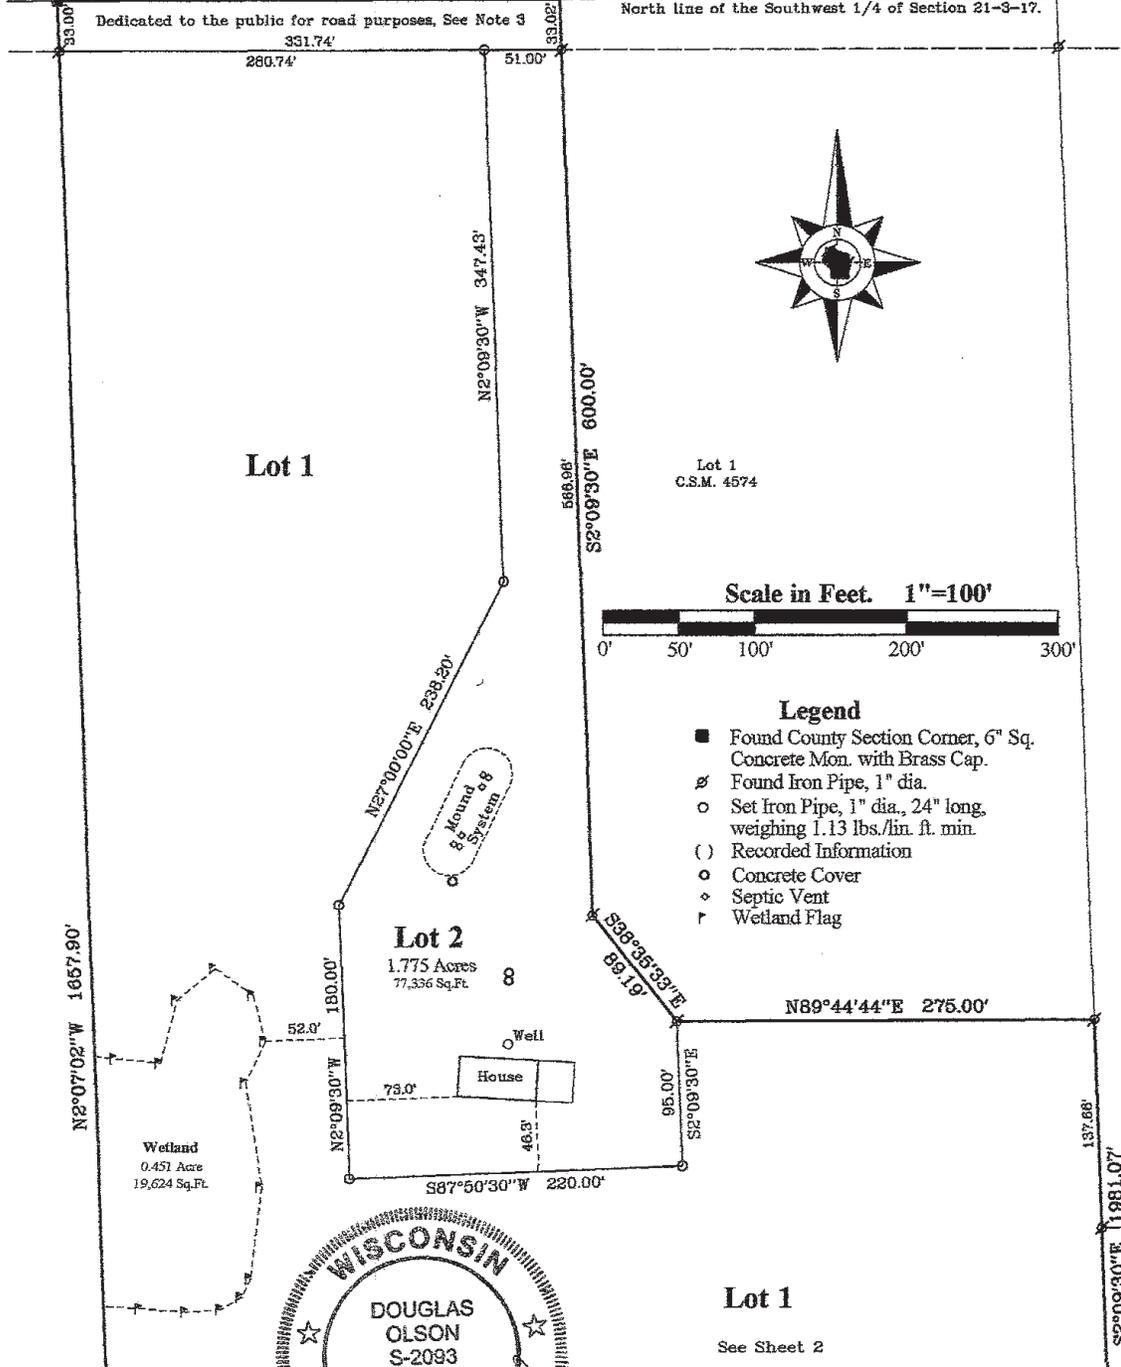 33.00'
Dedicated to the public for road purposes, See Note 3
33.02'
North line of the Southwest 1/4 of Section 21-3-17.
331.74'
280.74'
51.00'
N2°09'30"W 347.43'
N
W
E
S
Lot 1
566.98'
S2°09'30"E 600.00'
Lot 1
C.S.M. 4574
Scale in Feet. 1"=100'
0' 50' 100' 200' 300'
N27°00'00"E 238.20'
Mound
System
Legend
Found County Section Corner, 6" Sq.
Concrete Mon. with Brass Cap.
Found Iron Pipe, 1" dia.
Set Iron Pipe, 1" dia., 24" long,
weighing 1.13 lbs./lin. ft. min.
( ) Recorded Information
Concrete Cover
Septic Vent
Wetland Flag
Lot 2
1.775 Acres
77,336 Sq.Ft.
S38°35'33"E
89.19'
N89°44'44"E 275.00'
N2°07'02"W 1657.90'
180.00'
N2°09'30"W
52.0'
Well
House
73.0'
46.3'
95.00'
S2°09'30"E
137.66'
Wetland
0.451 Acre
19,624 Sq.Ft.
S87°50'30"W 220.00'
S2°09'30"E 1981.07'
WISCONSIN
DOUGLAS
OLSON
S-2093
Lot 1
See Sheet 2